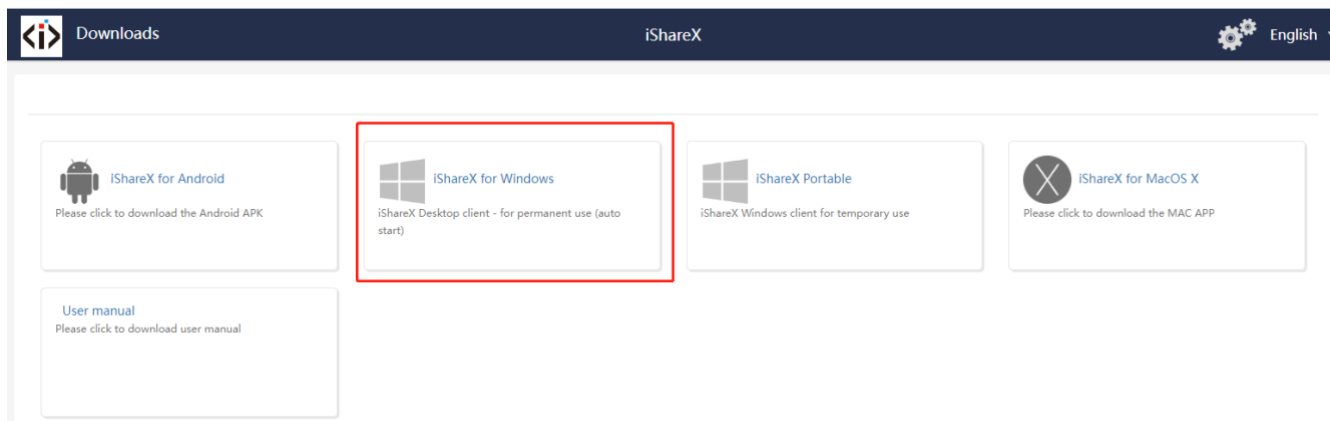 Downloads
iShareX
English
iShareX for Android
Please click to download the Android APK
iShareX for Windows
iShareX Desktop client - for permanent use (auto
start)
iShareX Portable
iShareX Windows client for temporary use
iShareX for MacOS X
Please click to download the MAC APP
User manual
Please click to download user manual